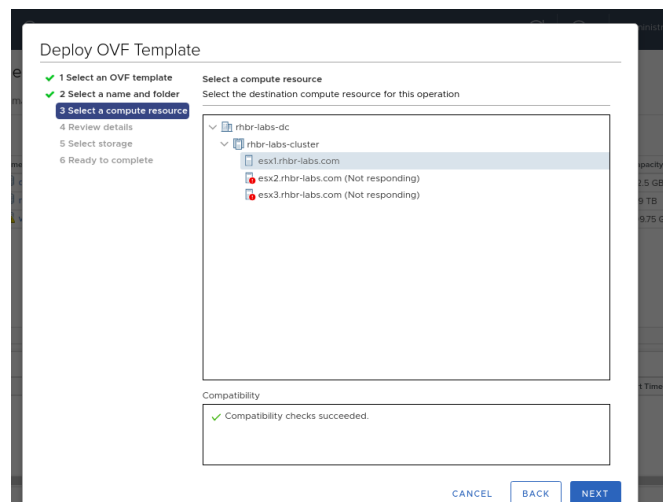 Deploy OVF Template
1 Select an OVF template
2 Select a name and folder
3 Select a compute resource
4 Review details
5 Select storage
6 Ready to complete
Select a compute resource
Select the destination compute resource for this operation
rhbr-labs-dc
rhbr-labs-cluster
esx1.rhbr-labs.com
esx2.rhbr-labs.com (Not responding)
esx3.rhbr-labs.com (Not responding)
Compatibility
Compatibility checks succeeded.
CANCEL
BACK
NEXT